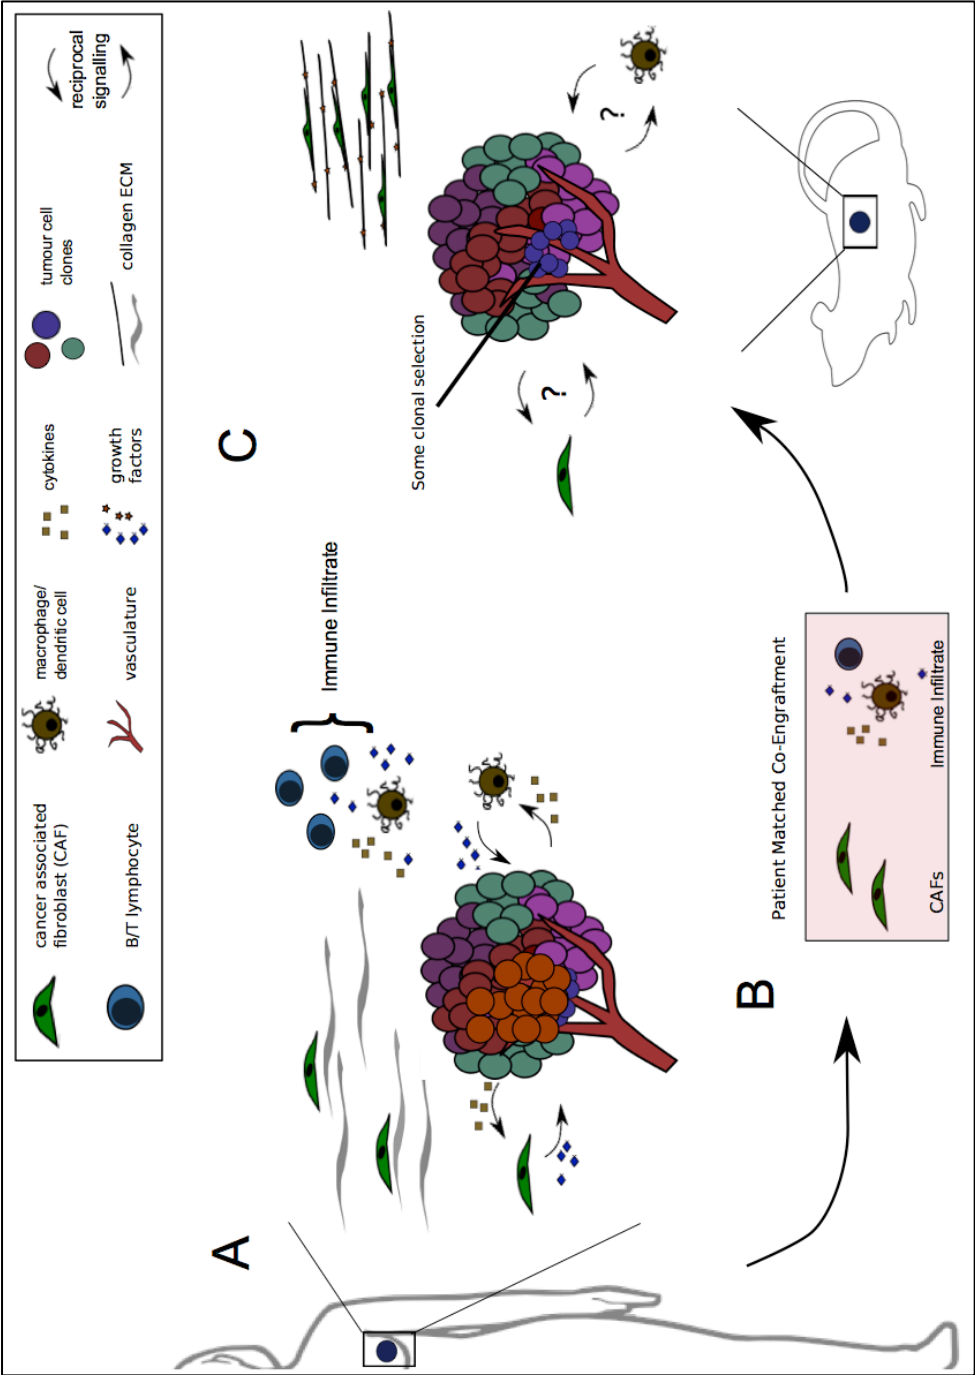 cancer associated
fibroblast (CAF)
macrophage/
dendritic cell
cytokines
tumour cell
clones
reciprocal
signalling
B/T lymphocyte
vasculature
growth
factors
collagen ECM
A
Immune Infiltrate
}
B
Patient Matched Co-Engraftment
CAFs
Immune Infiltrate
C
Some clonal selection
?
?